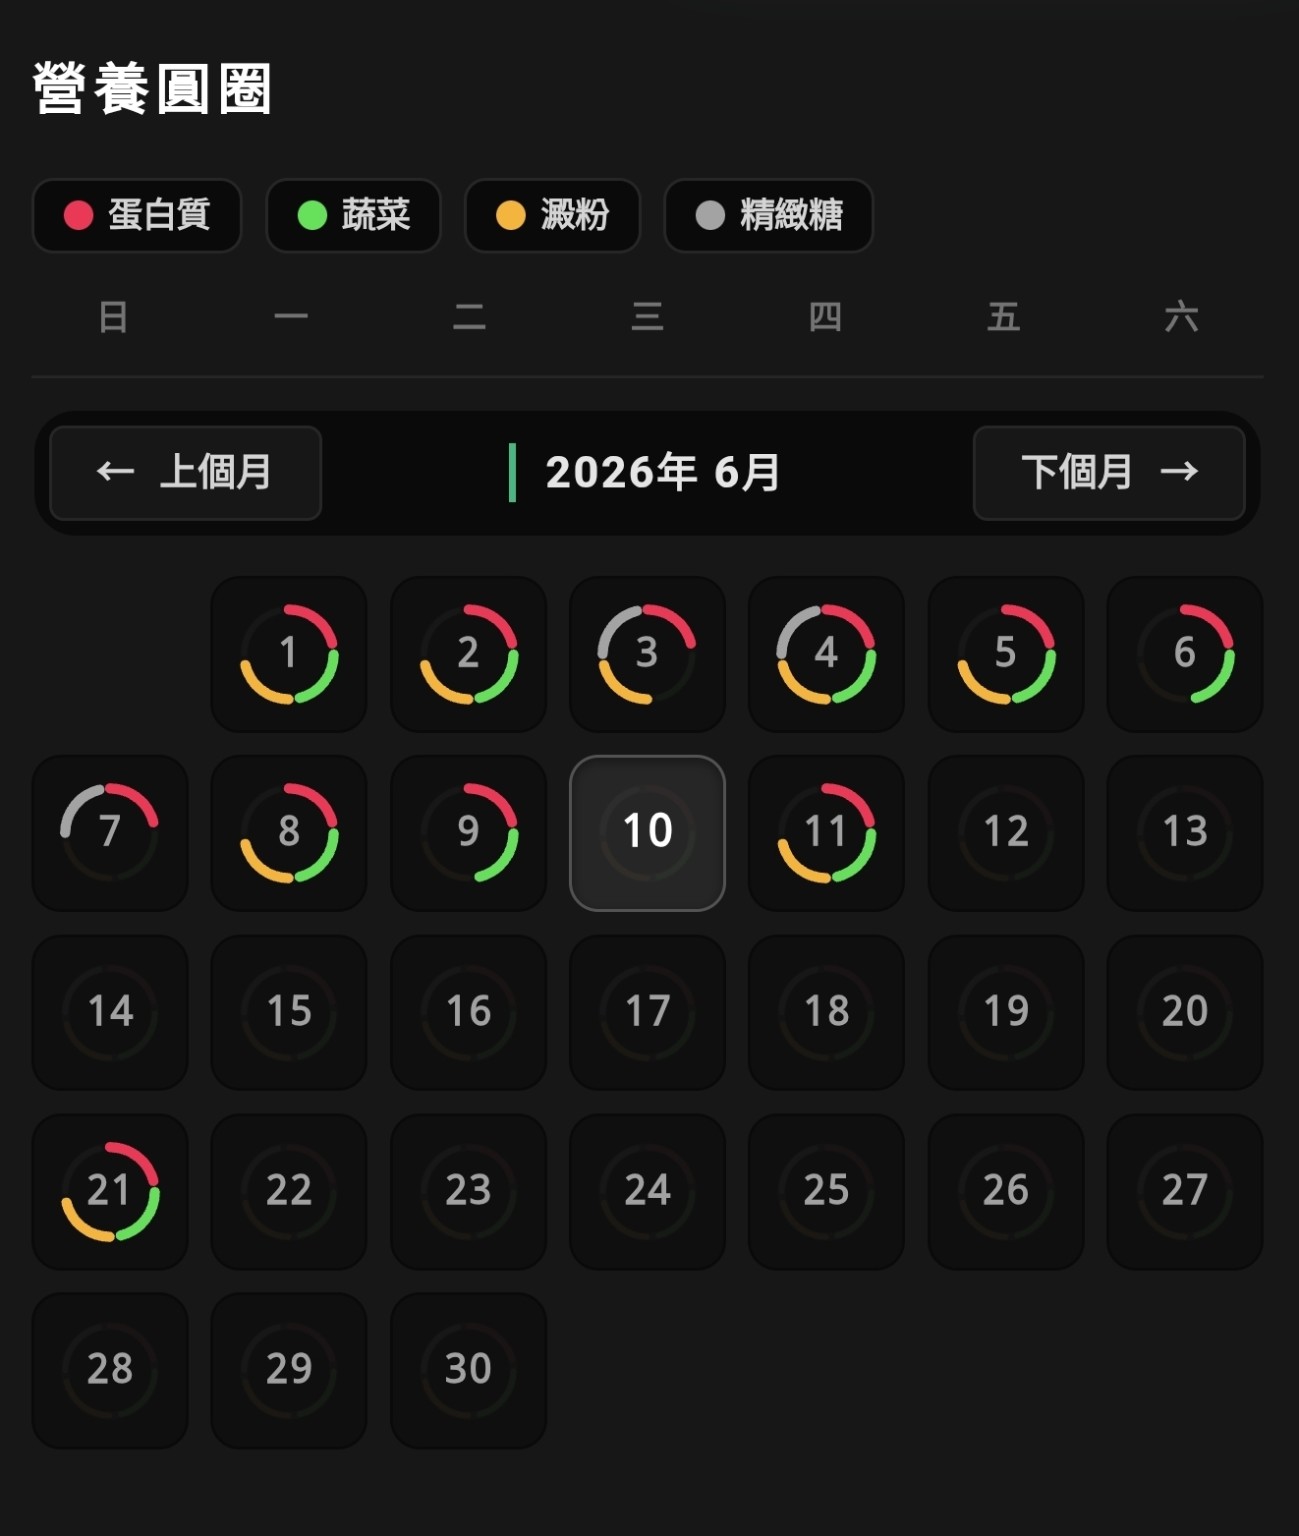 營養圓圈
蛋白質 蔬菜 澱粉 精緻糖
日 一 二 三 四 五 六
← 上個月 2026年 6月 下個月 →
1 2 3 4 5 6
7 8 9 10 11 12 13
14 15 16 17 18 19 20
21 22 23 24 25 26 27
28 29 30